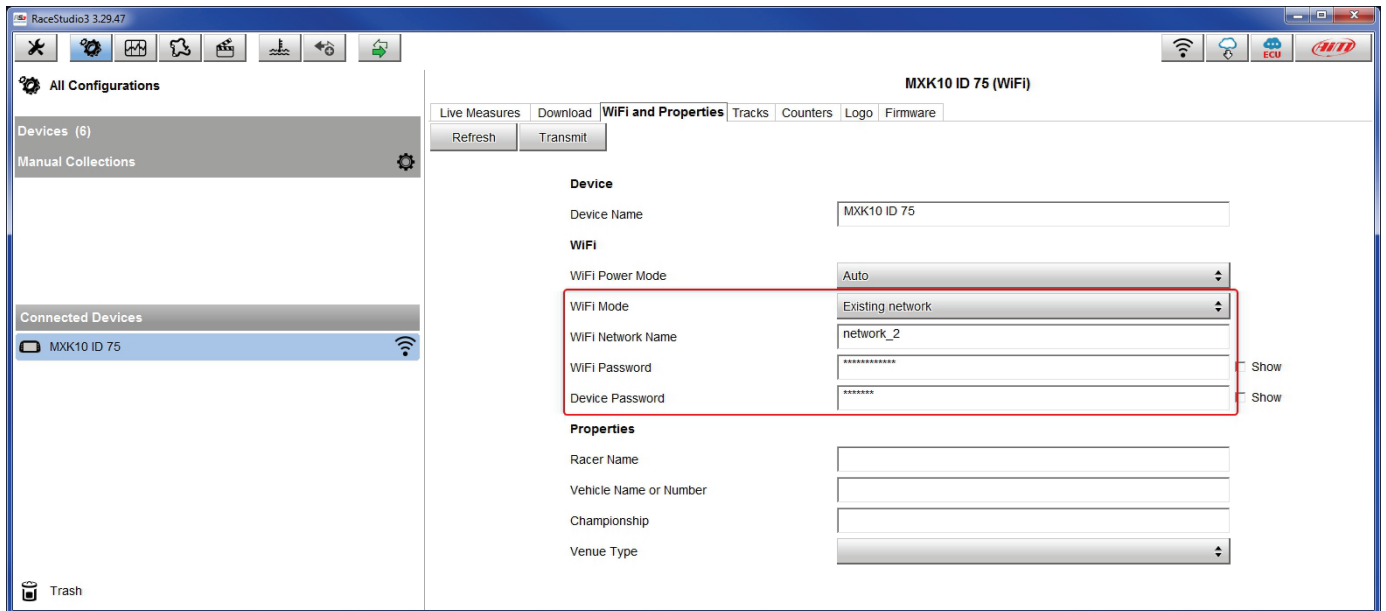 RaceStudio3 3.29.47
ECU
AiM
All Configurations
MXK10 ID 75 (WiFi)
Live Measures Download WiFi and Properties Tracks Counters Logo Firmware
Devices (6)
Refresh Transmit
Manual Collections
Device
Device Name MXK10 ID 75
WiFi
WiFi Power Mode Auto
WiFi Mode Existing network
Connected Devices
WiFi Network Name network_2
MXK10 ID 75
WiFi Password ************ Show
Device Password ******* Show
Properties
Racer Name
Vehicle Name or Number
Championship
Venue Type
Trash